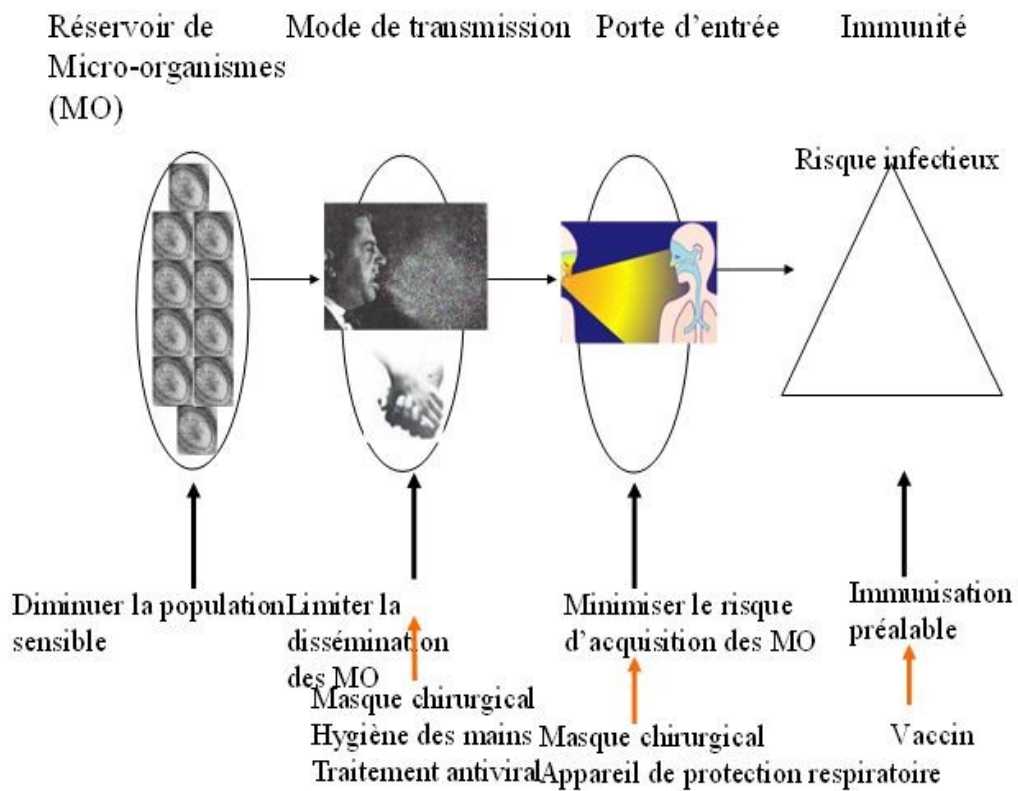 Réservoir de
Micro-organismes
(MO)
Mode de transmission
Porte d'entrée
Immunité
Risque infectieux
Diminuer la population
sensible
Limiter la
dissémination
des MO
Masque chirurgical
Hygiène des mains
Traitement antiviral
Minimiser le risque
d'acquisition des MO
Masque chirurgical
Appareil de protection respiratoire
Immunisation
préalable
Vaccin